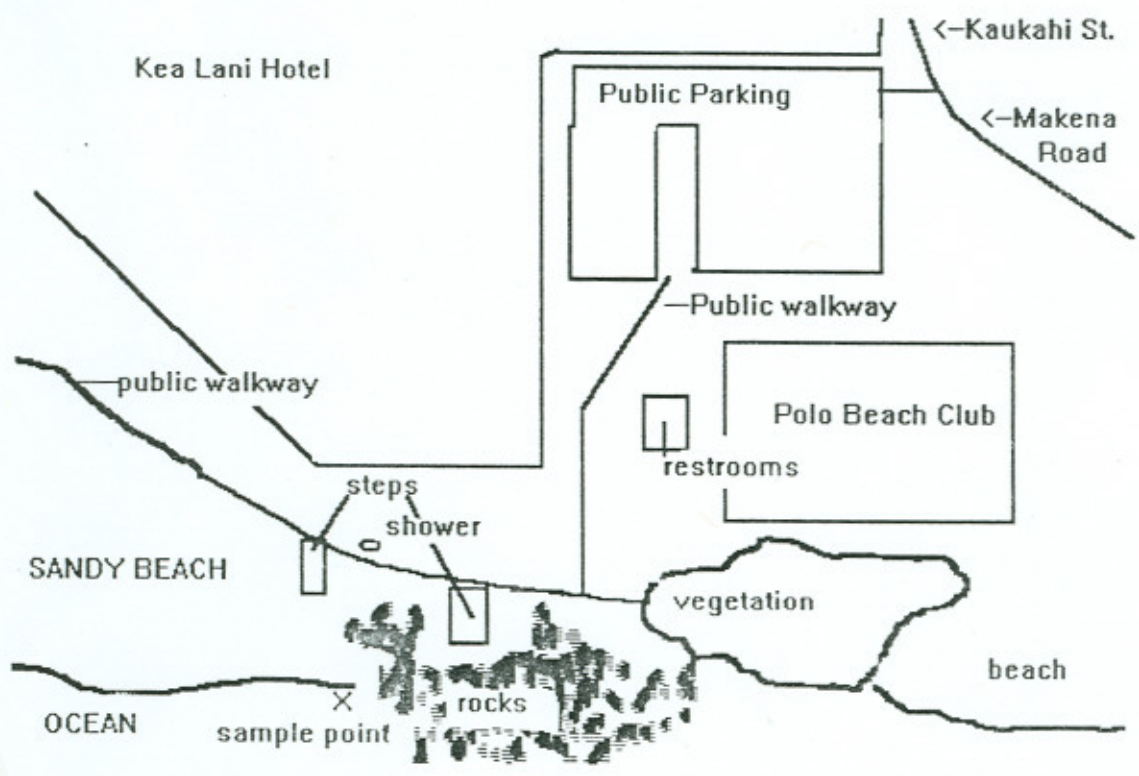 <-Kaukahi St.
Kea Lani Hotel
Public Parking
<-Makena
Road
Public walkway
public walkway
Polo Beach Club
restrooms
steps
shower
SANDY BEACH
vegetation
beach
rocks
OCEAN
sample point